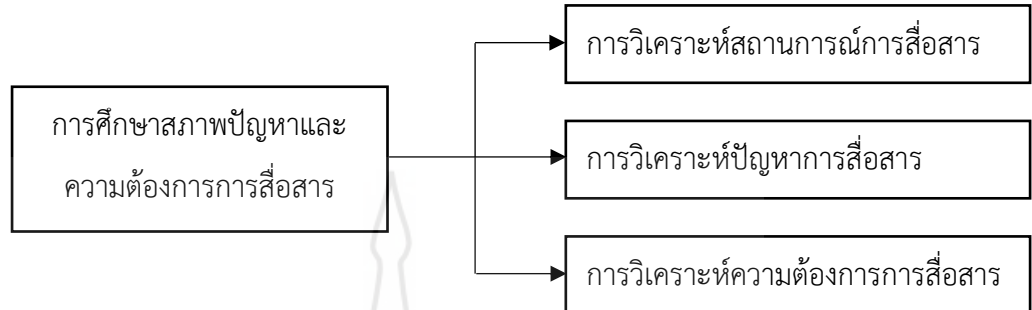 การวิเคราะห์สถานการณ์การสื่อสาร
การศึกษาสภาพปัญหาและ
ความต้องการการสื่อสาร
การวิเคราะห์ปัญหาการสื่อสาร
การวิเคราะห์ความต้องการการสื่อสาร